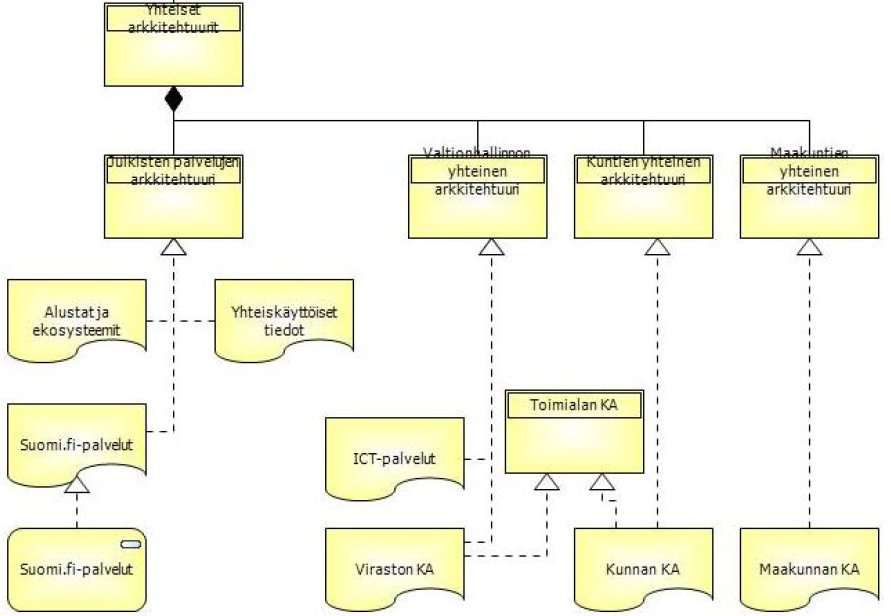 Yhteiset
arkkitehtuurit
Julkisten palvelujen
arkkitehtuuri
Valtionhallinnon
yhteinen
arkkitehtuuri
Kuntien yhteinen
arkkitehtuuri
Maakuntien
yhteinen
arkkitehtuuri
Alustat ja
ekosysteemit
Yhteiskäyttöiset
tiedot
Toimialan KA
Suomi.fi-palvelut
ICT-palvelut
Suomi.fi-palvelut
Viraston KA
Kunnan KA
Maakunnan KA